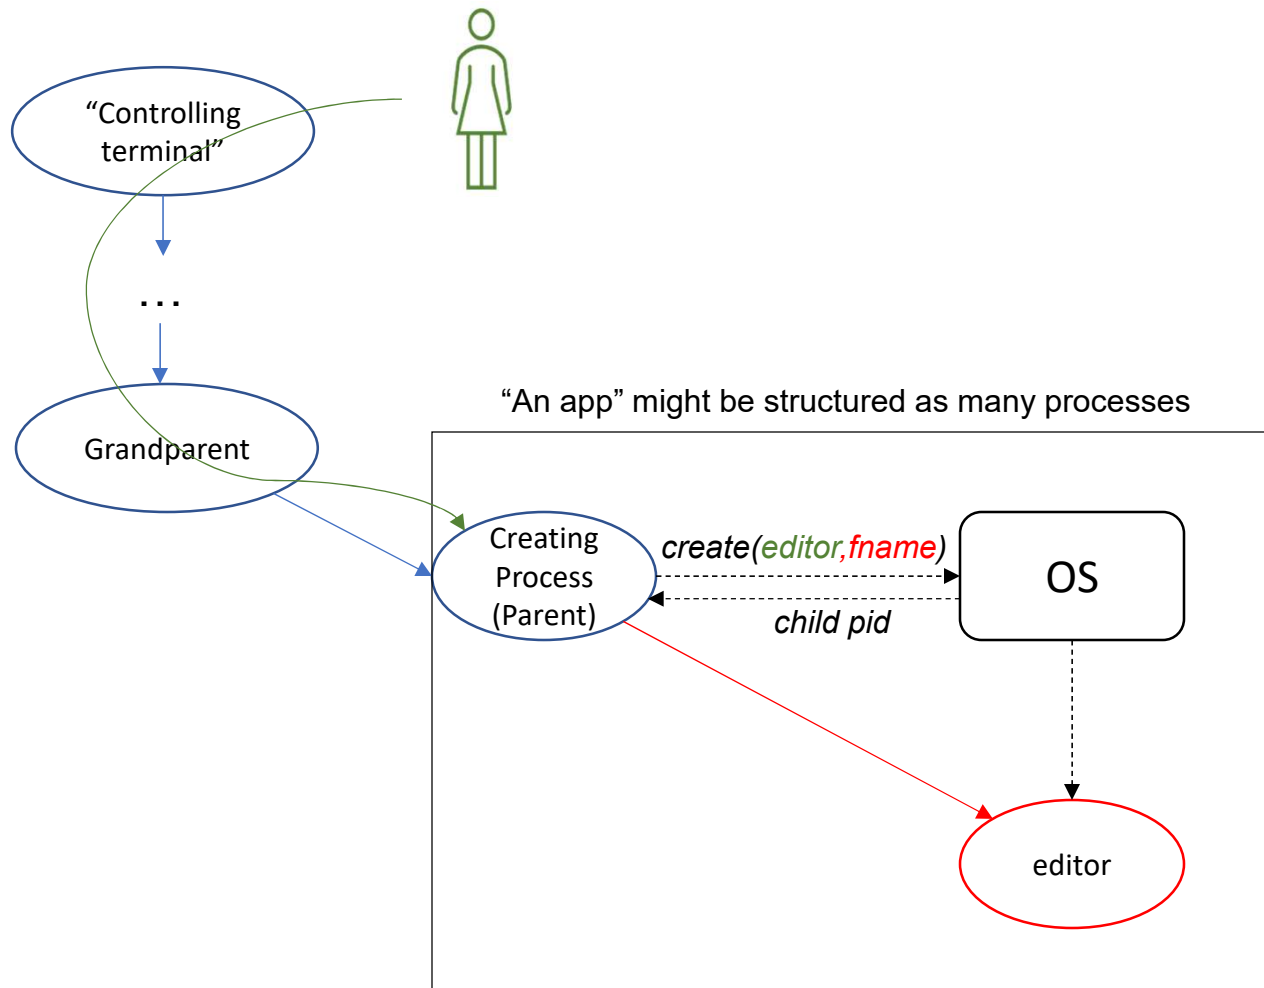 “Controlling
terminal”
...
Grandparent
“An app” might be structured as many processes
Creating
Process
(Parent)
create(editor,fname)
child pid
OS
editor